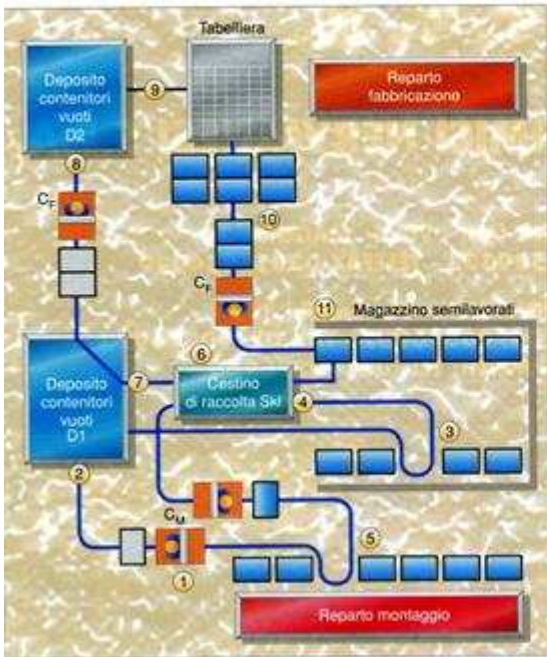 Tabelliera
Deposito
contenitori
vuoti
D2
9
Reparto
fabbricazione
8
CF
10
CF
11
Magazzino semilavorati
6
Deposito
contenitori
vuoti
D1
7
Cestino
di raccolta Skl
4
3
2
CM
5
1
Reparto montaggio